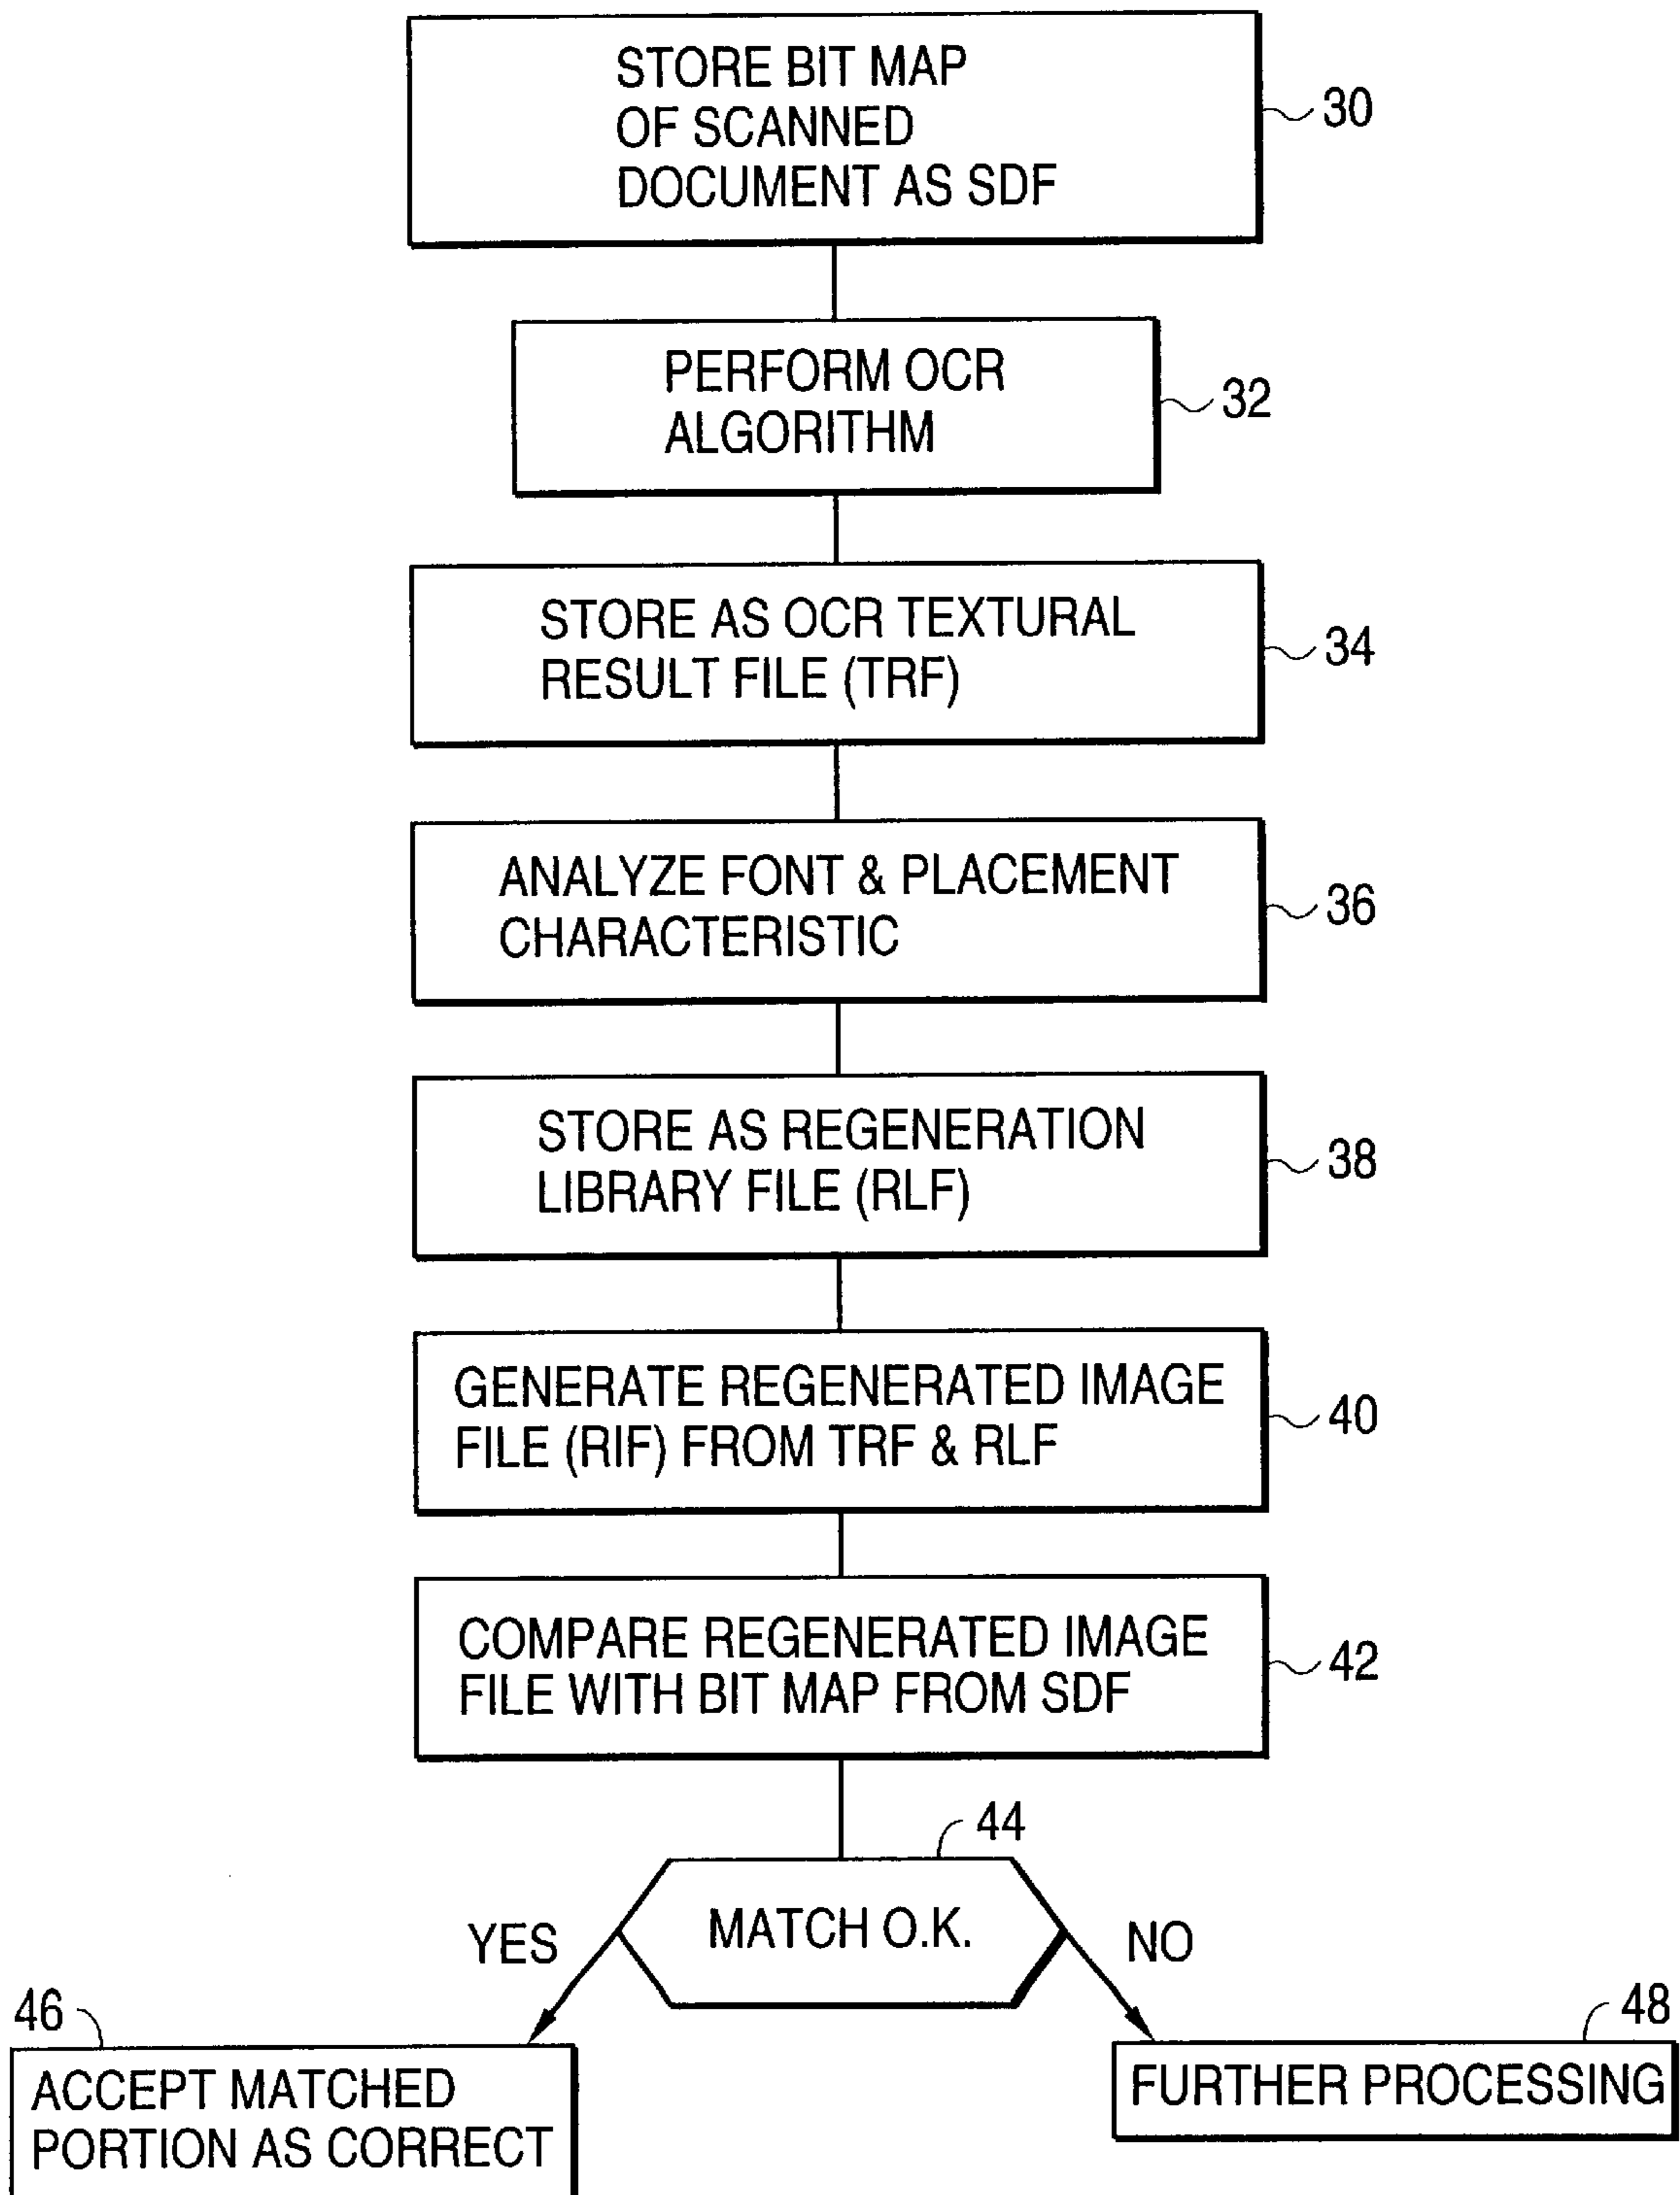 STORE BIT MAP
OF SCANNED
DOCUMENT AS SDF
30
PERFORM OCR
ALGORITHM
32
STORE AS OCR TEXTURAL
RESULT FILE (TRF)
34
ANALYZE FONT & PLACEMENT
CHARACTERISTIC
36
STORE AS REGENERATION
LIBRARY FILE (RLF)
38
GENERATE REGENERATED IMAGE
FILE (RIF) FROM TRF & RLF
40
COMPARE REGENERATED IMAGE
FILE WITH BIT MAP FROM SDF
42
44
MATCH O.K.
YES
NO
46
ACCEPT MATCHED
PORTION AS CORRECT
48
FURTHER PROCESSING